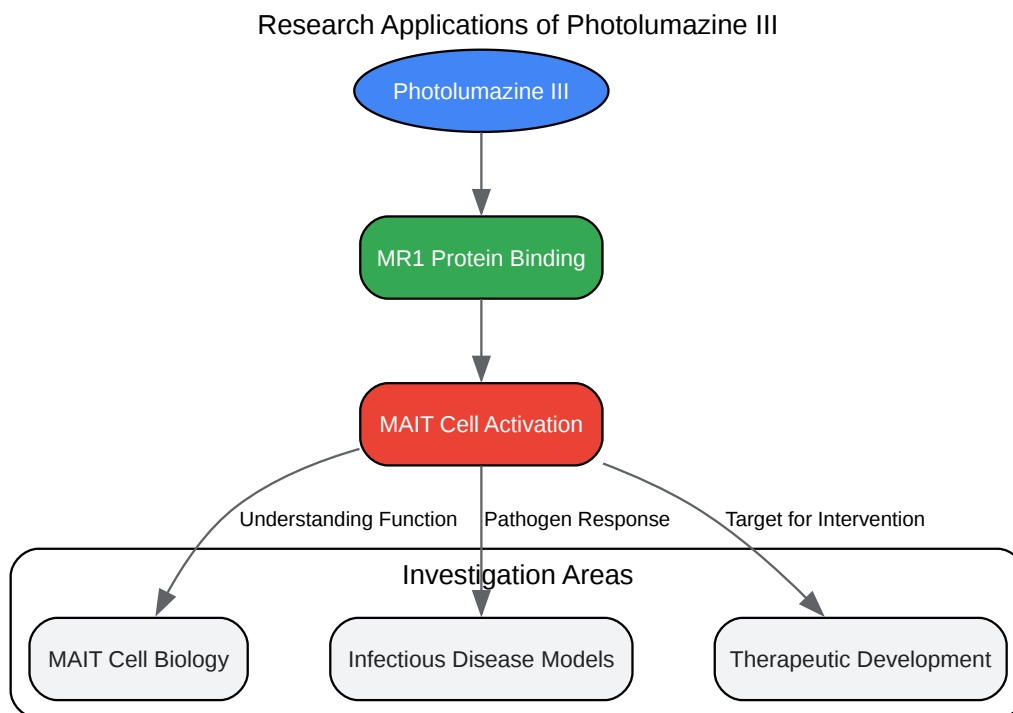 Research Applications of Photolumazine III
Photolumazine III
MR1 Protein Binding
MAIT Cell Activation
Understanding Function
Pathogen Response
Target for Intervention
Investigation Areas
MAIT Cell Biology
Infectious Disease Models
Therapeutic Development